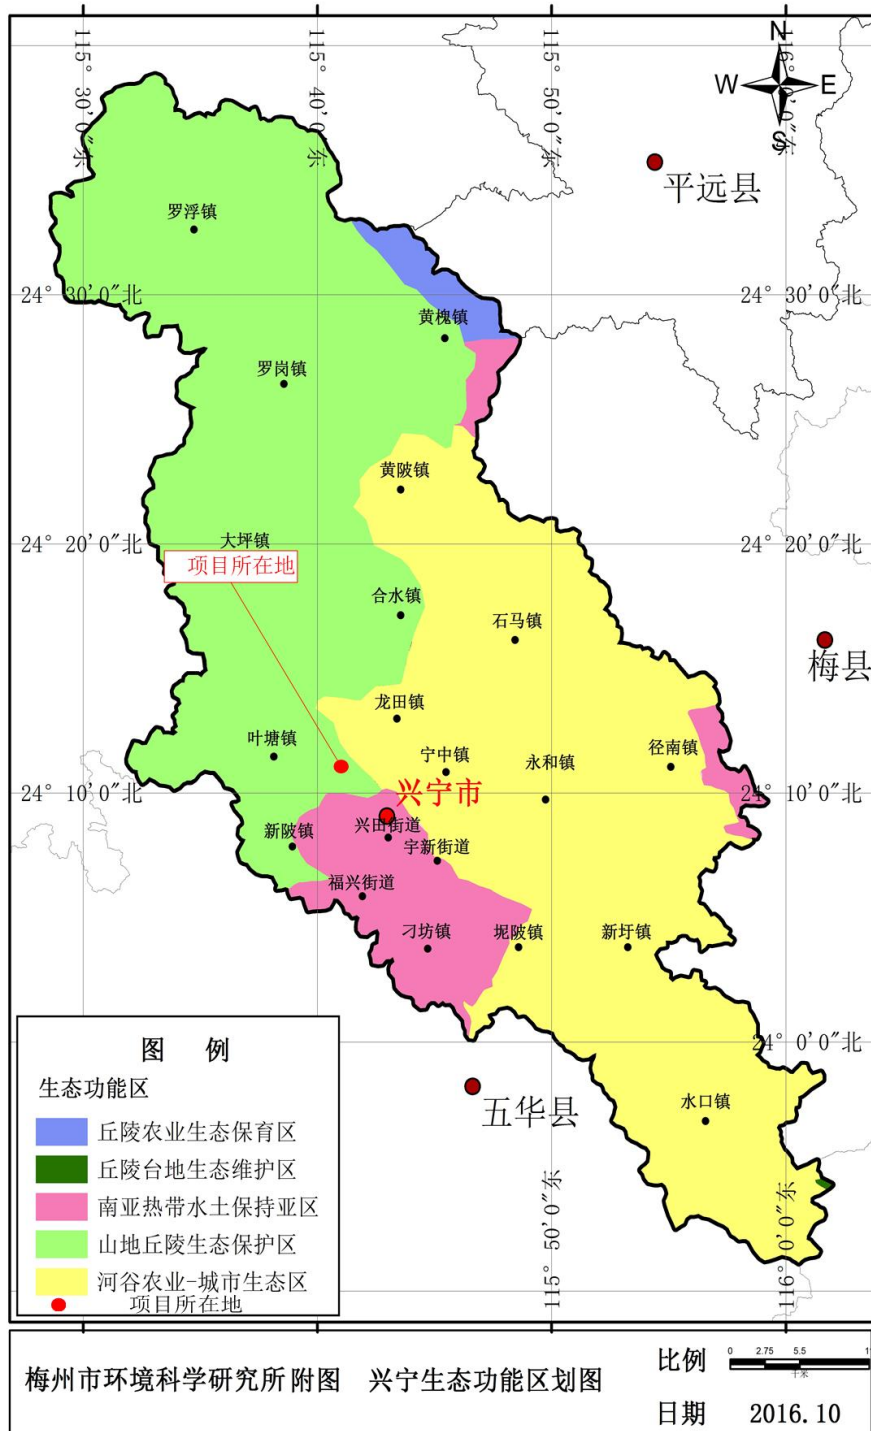 115° 30'0"东
115° 40'0"东
115° 50'0"东
116° 0'0"东
N
W
E
S
平远县
罗浮镇
24° 30'0"北
24° 30'0"北
黄槐镇
罗岗镇
黄陂镇
24° 20'0"北
大坪镇
24° 20'0"北
项目所在地
合水镇
石马镇
梅县
龙田镇
叶塘镇
宁中镇
永和镇
径南镇
24° 10'0"北
兴宁市
24° 10'0"北
新陂镇
兴田街道
宇新街道
福兴街道
刁坊镇
坭陂镇
新圩镇
24° 0'0"北
五华县
水口镇
115° 50'0"东
116° 0'0"东
图 例
生态功能区
丘陵农业生态保育区
丘陵台地生态维护区
南亚热带水土保持亚区
山地丘陵生态保护区
河谷农业-城市生态区
项目所在地
梅州市环境科学研究所附图 兴宁生态功能区划图
比例
0 2.75 5.5
千米
日期 2016.10